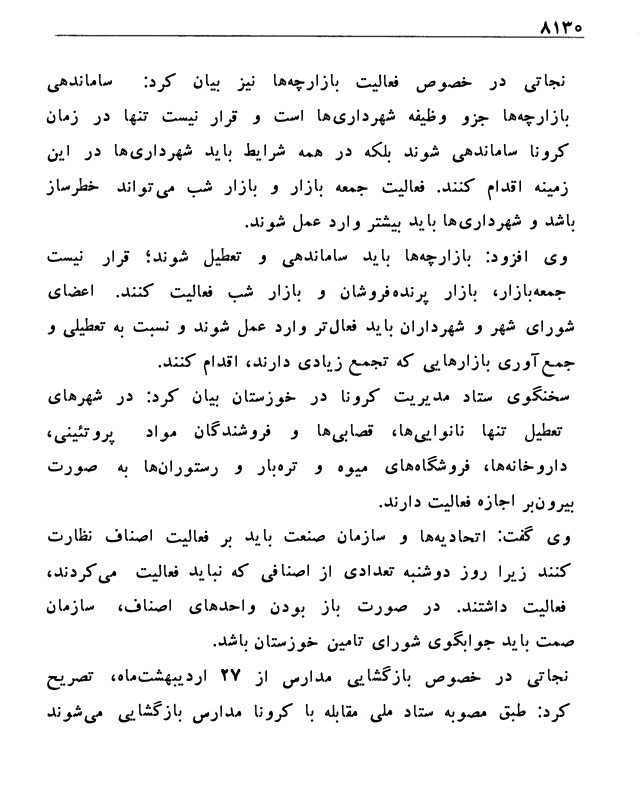 ۸۱۳۰
نجاتی در خصوص فعالیت بازارچه‌ها نیز بیان کرد: ساماندهی
بازارچه‌ها جزو وظیفه شهرداری‌ها است و قرار نیست تنها در زمان
کرونا ساماندهی شوند بلکه در همه شرایط باید شهرداری‌ها در این
زمینه اقدام کنند. فعالیت جمعه بازار و بازار شب می‌تواند خطرساز
باشد و شهرداری‌ها باید بیشتر وارد عمل شوند.
وی افزود: بازارچه‌ها باید ساماندهی و تعطیل شوند؛ قرار نیست
جمعه‌بازار، بازار پرنده‌فروشان و بازار شب فعالیت کنند. اعضای
شورای شهر و شهرداران باید فعال‌تر وارد عمل شوند و نسبت به تعطیلی و
جمع‌آوری بازارهایی که تجمع زیادی دارند، اقدام کنند.
سخنگوی ستاد مدیریت کرونا در خوزستان بیان کرد: در شهرهای
تعطیل تنها نانوایی‌ها، قصابی‌ها و فروشندگان مواد پروتئینی،
داروخانه‌ها، فروشگاه‌های میوه و تره‌بار و رستوران‌ها به صورت
بیرون‌بر اجازه فعالیت دارند.
وی گفت: اتحادیه‌ها و سازمان صنعت باید بر فعالیت اصناف نظارت
کنند زیرا روز دوشنبه تعدادی از اصنافی که نباید فعالیت می‌کردند،
فعالیت داشتند. در صورت باز بودن واحدهای اصناف، سازمان
صمت باید جوابگوی شورای تامین خوزستان باشد.
نجاتی در خصوص بازگشایی مدارس از ۲۷ اردیبهشت‌ماه، تصریح
کرد: طبق مصوبه ستاد ملی مقابله با کرونا مدارس بازگشایی می‌شوند